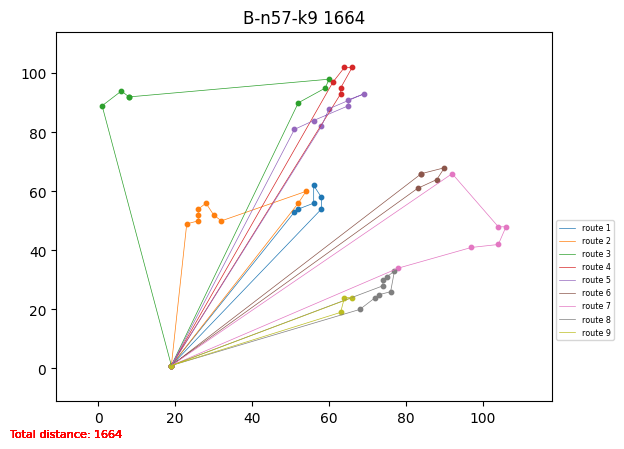 B-n57-k9 1664
100
80
60
40
20
0
0 20 40 60 80 100
route 1
route 2
route 3
route 4
route 5
route 6
route 7
route 8
route 9
Total distance: 1664